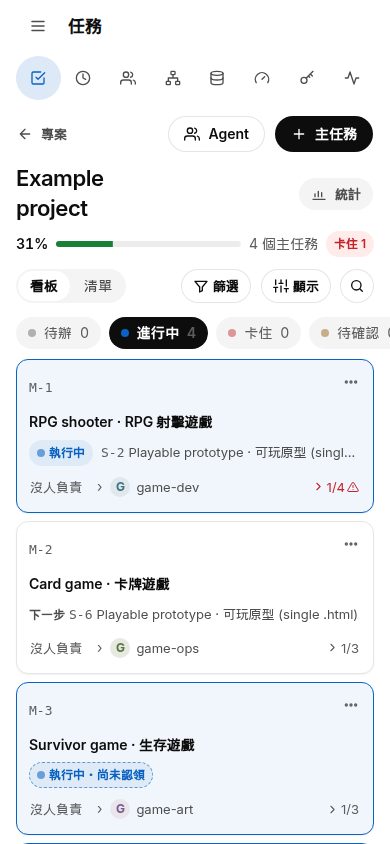 任務
專案
Agent
主任務
Example
project
統計
31%
4 個主任務
卡住 1
看板
清單
篩選
顯示
待辦 0
進行中 4
卡住 0
待確認
M-1
RPG shooter · RPG 射擊遊戲
執行中 S-2 Playable prototype · 可玩原型 (singl...
沒人負責 G game-dev 1/4
M-2
Card game · 卡牌遊戲
下一步 S-6 Playable prototype · 可玩原型 (single .html)
沒人負責 G game-ops 1/3
M-3
Survivor game · 生存遊戲
執行中・尚未認領
沒人負責 G game-art 1/3